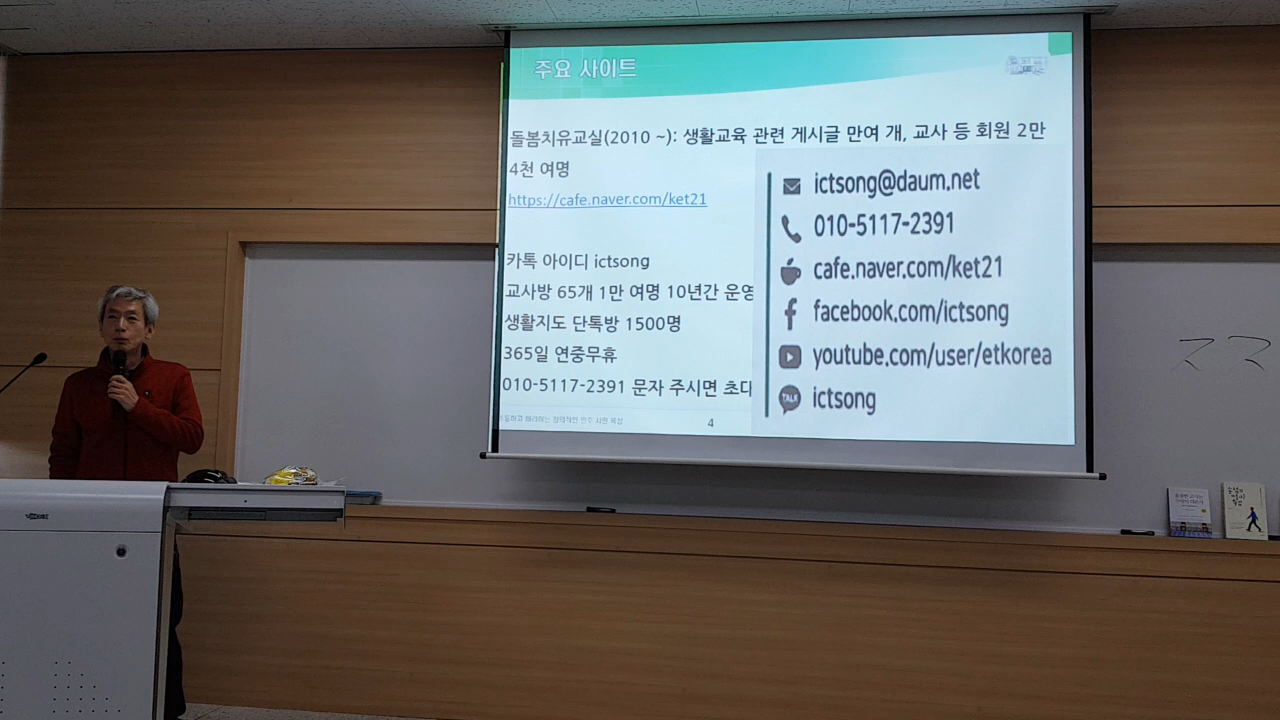 주요 사이트
돌봄치유교실(2010 ~): 생활교육 관련 게시글 만여 개, 교사 등 회원 2만
4천 여명
https://cafe.naver.com/ket21
카톡 아이디 ictsong
교사방 65개 1만 여명 10년간 운영
생활지도 단톡방 1500명
365일 연중무휴
010-5117-2391 문자 주시면 초대
4
ictsong@daum.net
010-5117-2391
cafe.naver.com/ket21
facebook.com/ictsong
youtube.com/user/etkorea
TALK
ictsong